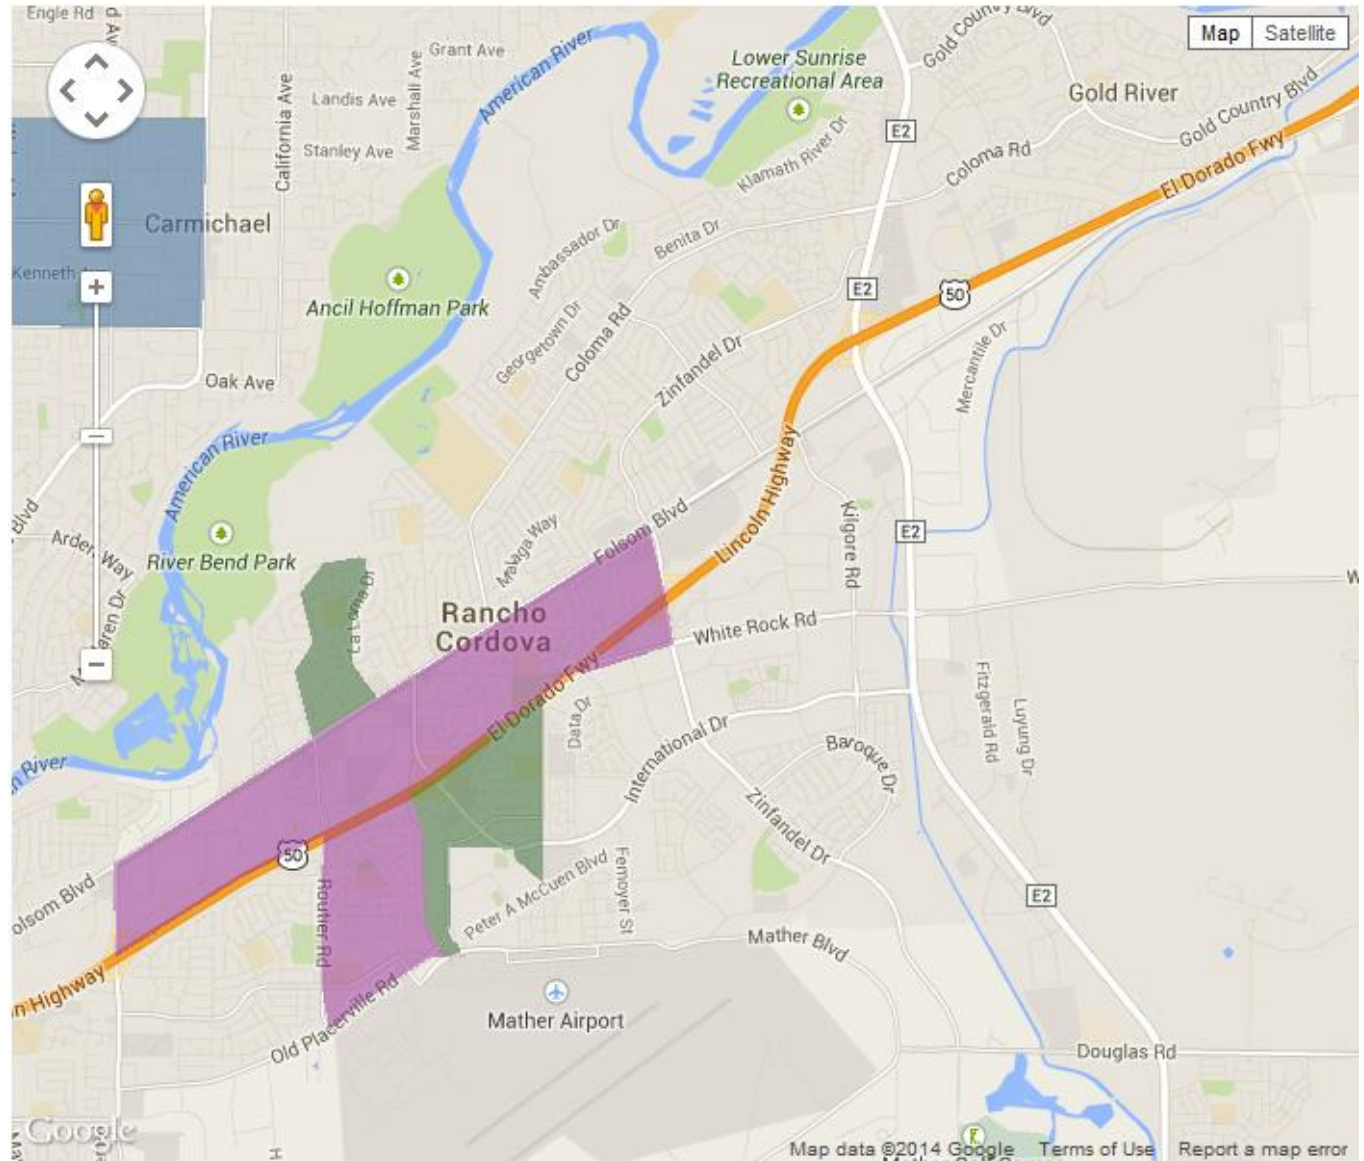 Engle Rd
Grant Ave
Landis Ave
Marshall Ave
California Ave
Stanley Ave
American River
Lower Sunrise
Recreational Area
Gold Country Blvd
Map
Satellite
Gold River
Gold Country Blvd
E2
Klamath River Dr
Coloma Rd
El Dorado Fwy
Carmichael
Kenneth
Ambassador Dr
Benita Dr
E2
50
Ancil Hoffman Park
Georgetown Dr
Coloma Rd
Zinfandel Dr
Mercantile Dr
Oak Ave
American River
Lincoln Highway
Blvd
Arden Way
River Bend Park
Malaga Way
Folsom Blvd
Kilgore Rd
E2
W
La Loma Dr
Rancho
Cordova
White Rock Rd
El Dorado Fwy
Data Dr
International Dr
Fitzgerald Rd
Luyung Dr
Baroque Dr
River
Zinfandel Dr
50
olsom Blvd
Routier Rd
Peter A McCuen Blvd
Femoyer St
E2
Mather Blvd
n Highway
Old Placerville Rd
Mather Airport
Douglas Rd
Google
Map data ©2014 Google
Terms of Use
Report a map error